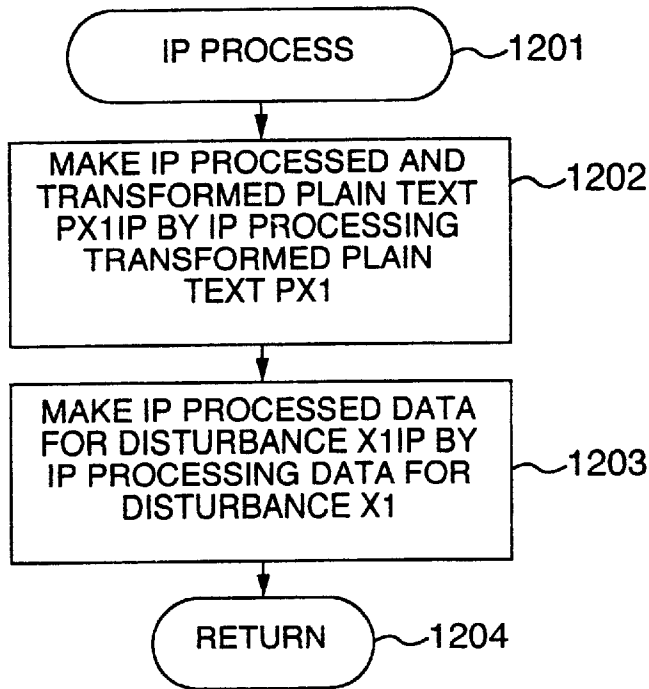 IP PROCESS
1201
MAKE IP PROCESSED AND
TRANSFORMED PLAIN TEXT
PX1IP BY IP PROCESSING
TRANSFORMED PLAIN
TEXT PX1
1202
MAKE IP PROCESSED DATA
FOR DISTURBANCE X1IP BY
IP PROCESSING DATA FOR
DISTURBANCE X1
1203
RETURN
1204